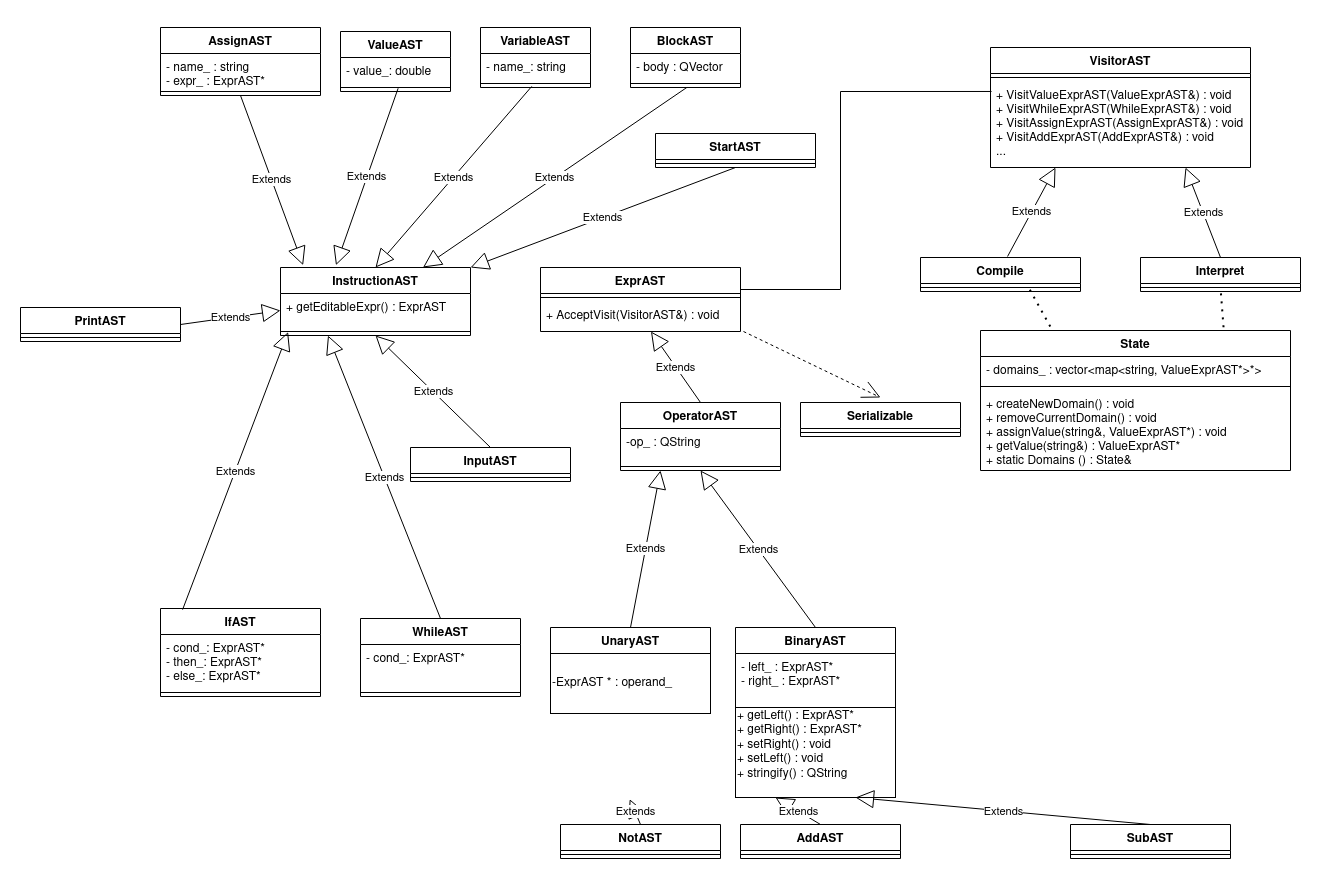 AssignAST
- name_ : string
- expr_ : ExprAST*
ValueAST
- value_: double
VariableAST
- name_: string
BlockAST
- body : QVector
VisitorAST
+ VisitValueExprAST(ValueExprAST&) : void
+ VisitWhileExprAST(WhileExprAST&) : void
+ VisitAssignExprAST(AssignExprAST&) : void
+ VisitAddExprAST(AddExprAST&) : void
...
StartAST
Extends
Extends
Extends
Extends
Extends
Extends
Extends
InstructionAST
+ getEditableExpr() : ExprAST
ExprAST
+ AcceptVisit(VisitorAST&) : void
Compile
Interpret
PrintAST
Extends
State
- domains_ : vector<map<string, ValueExprAST*>*>
+ createNewDomain() : void
+ removeCurrentDomain() : void
+ assignValue(string&, ValueExprAST*) : void
+ getValue(string&) : ValueExprAST*
+ static Domains () : State&
Extends
Extends
OperatorAST
-op_ : QString
Serializable
InputAST
Extends
Extends
Extends
Extends
IfAST
- cond_: ExprAST*
- then_: ExprAST*
- else_: ExprAST*
WhileAST
- cond_: ExprAST*
UnaryAST
-ExprAST * : operand_
BinaryAST
- left_ : ExprAST*
- right_ : ExprAST*
+ getLeft() : ExprAST*
+ getRight() : ExprAST*
+ setRight() : void
+ setLeft() : void
+ stringify() : QString
Extends
Extends
Extends
NotAST
AddAST
SubAST